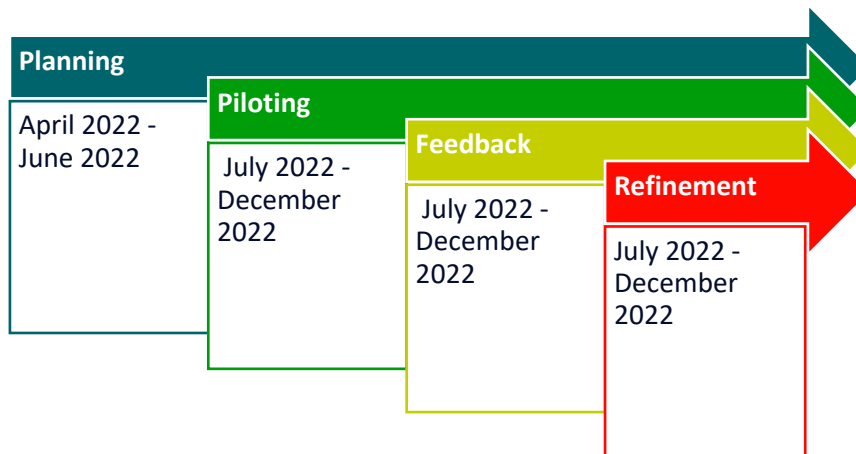 Planning
April 2022 -
June 2022
Piloting
July 2022 -
December
2022
Feedback
July 2022 -
December
2022
Refinement
July 2022 -
December
2022